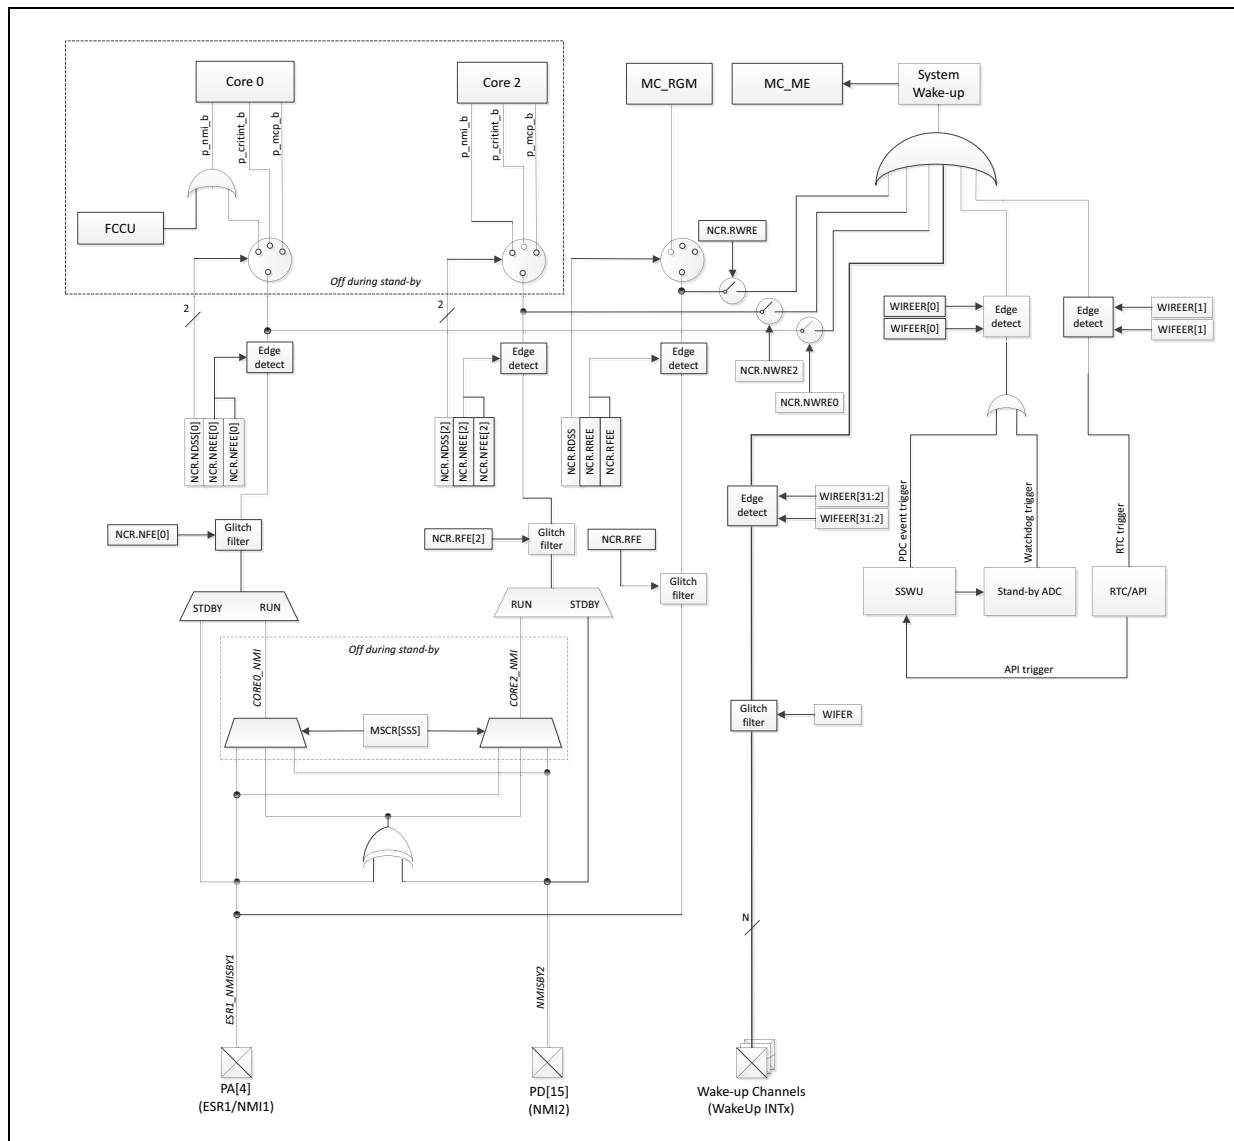 Core 0
Core 2
MC_RGM
MC_ME
System
Wake-up
p_nmi_b
p_critint_b
p_mcp_b
p_nmi_b
p_critint_b
p_mcp_b
FCCU
NCR.RWRE
Off during stand-by
2
2
WIREER[0]
WIFEER[0]
Edge
detect
Edge
detect
WIREER[1]
WIFEER[1]
Edge
detect
Edge
detect
Edge
detect
NCR.NWRE2
NCR.NWRE0
NCR.NDSS[0]
NCR.NREE[0]
NCR.NFEE[0]
NCR.NDSS[2]
NCR.NREE[2]
NCR.NFEE[2]
NCR.RDSS
NCR.RREE
NCR.RFEE
Edge
detect
WIREER[31:2]
WIFEER[31:2]
PDC event trigger
Watchdog trigger
RTC trigger
NCR.NFE[0]
Glitch
filter
NCR.RFE[2]
Glitch
filter
NCR.RFE
Glitch
filter
STDBY
RUN
RUN
STDBY
SSWU
Stand-by ADC
RTC/API
API trigger
Off during stand-by
CORE0_NMI
CORE2_NMI
MSCR[SSS]
Glitch
filter
WIFER
N
ESR1_NMISBY1
NMISBY2
PA[4]
(ESR1/NMI1)
PD[15]
(NMI2)
Wake-up Channels
(WakeUp INTx)